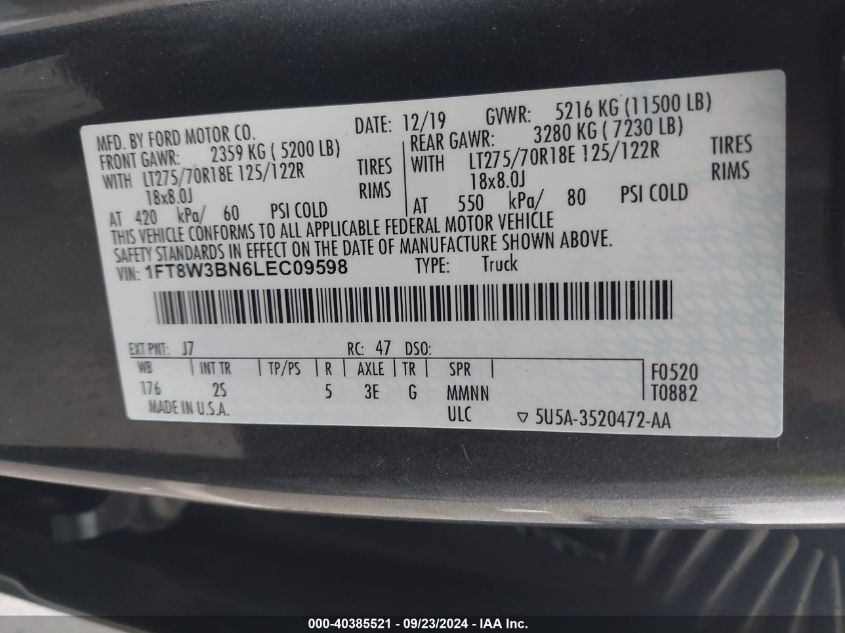 MFD. BY FORD MOTOR CO. DATE: 12/19 GVWR: 5216 KG (11500 LB)
FRONT GAWR: 2359 KG ( 5200 LB) REAR GAWR: 3280 KG ( 7230 LB)
WITH LT275/70R18E 125/122R TIRES WITH LT275/70R18E 125/122R TIRES
18x8.0J RIMS 18x8.0J RIMS
AT 420 kPa/ 60 PSI COLD AT 550 kPa/ 80 PSI COLD
THIS VEHICLE CONFORMS TO ALL APPLICABLE FEDERAL MOTOR VEHICLE
SAFETY STANDARDS IN EFFECT ON THE DATE OF MANUFACTURE SHOWN ABOVE.
VIN: 1FT8W3BN6LEC09598 TYPE: Truck
EXT PNT: J7 RC: 47 DSO:
WB INT TR TP/PS R AXLE TR SPR F0520
176 2S 5 3E G MMNN T0882
MADE IN U.S.A. ULC ▽ 5U5A-3520472-AA
000-40385521 - 09/23/2024 - IAA Inc.